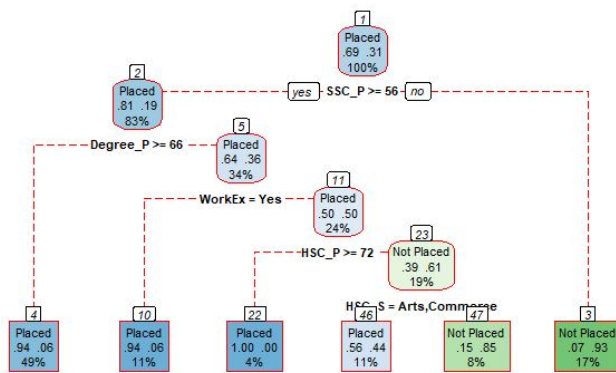 1
Placed
.69 .31
100%
yes SSC_P >= 56 no
2
Placed
.81 .19
83%
Degree_P >= 66
5
Placed
.64 .36
34%
WorkEx = Yes
11
Placed
.50 .50
24%
HSC_P >= 72
23
Not Placed
.39 .61
19%
HSC_S = Arts,Commerce
4
Placed
.94 .06
49%
10
Placed
.94 .06
11%
22
Placed
1.00 .00
4%
46
Placed
.56 .44
11%
47
Not Placed
.15 .85
8%
3
Not Placed
.07 .93
17%